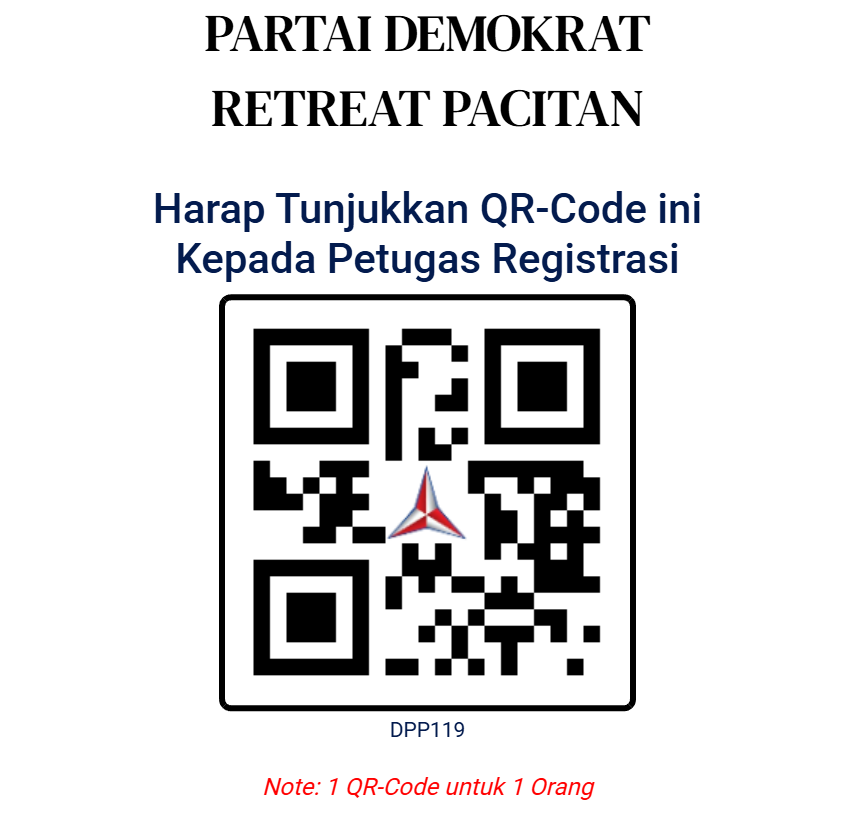 PARTAI DEMOKRAT
RETREAT PACITAN
Harap Tunjukkan QR-Code ini
Kepada Petugas Registrasi
DPP119
Note: 1 QR-Code untuk 1 Orang